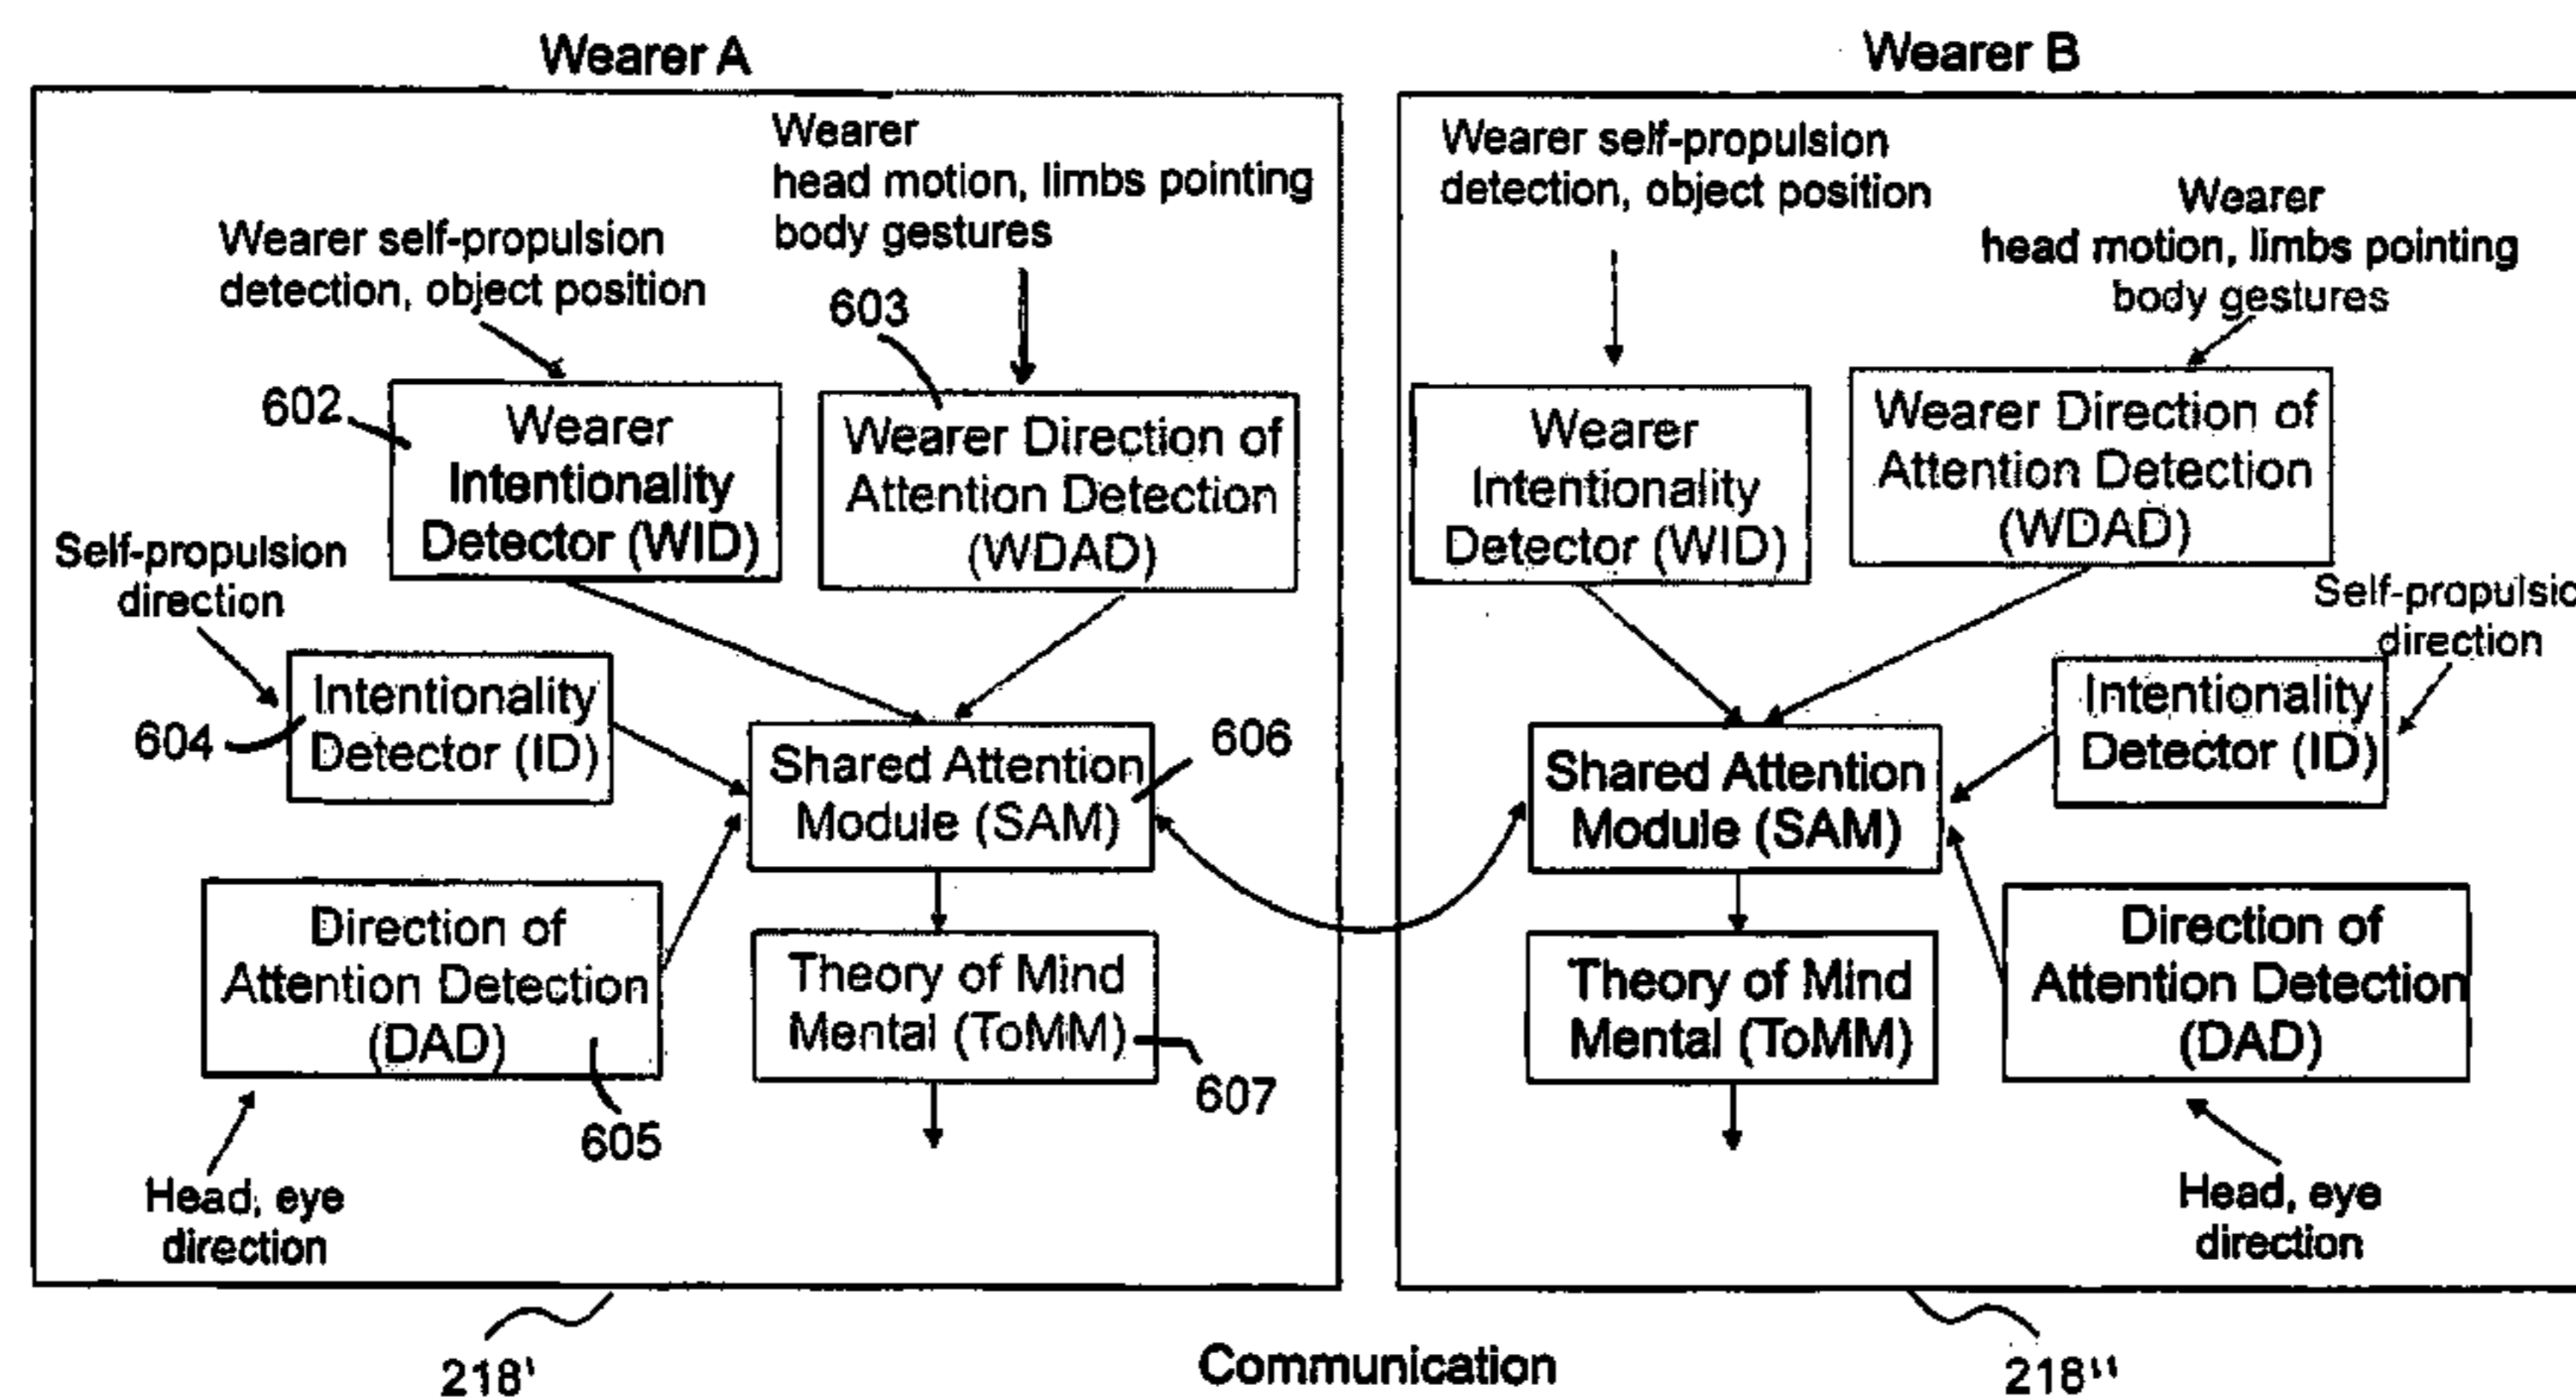 Wearer A
Wearer
head motion, limbs pointing
body gestures
Wearer self-propulsion
detection, object position
603
602
Wearer
Intentionality
Detector (WID)
Wearer Direction of
Attention Detection
(WDAD)
Self-propulsion
direction
604
Intentionality
Detector (ID)
606
Shared Attention
Module (SAM)
Direction of
Attention Detection
(DAD)
605
Theory of Mind
Mental (ToMM)
607
Head, eye
direction
218'
Wearer B
Wearer self-propulsion
detection, object position
Wearer
head motion, limbs pointing
body gestures
Wearer
Intentionality
Detector (WID)
Wearer Direction of
Attention Detection
(WDAD)
Self-propulsio
direction
Intentionality
Detector (ID)
Shared Attention
Module (SAM)
Theory of Mind
Mental (ToMM)
Direction of
Attention Detection
(DAD)
Head, eye
direction
218''
Communication